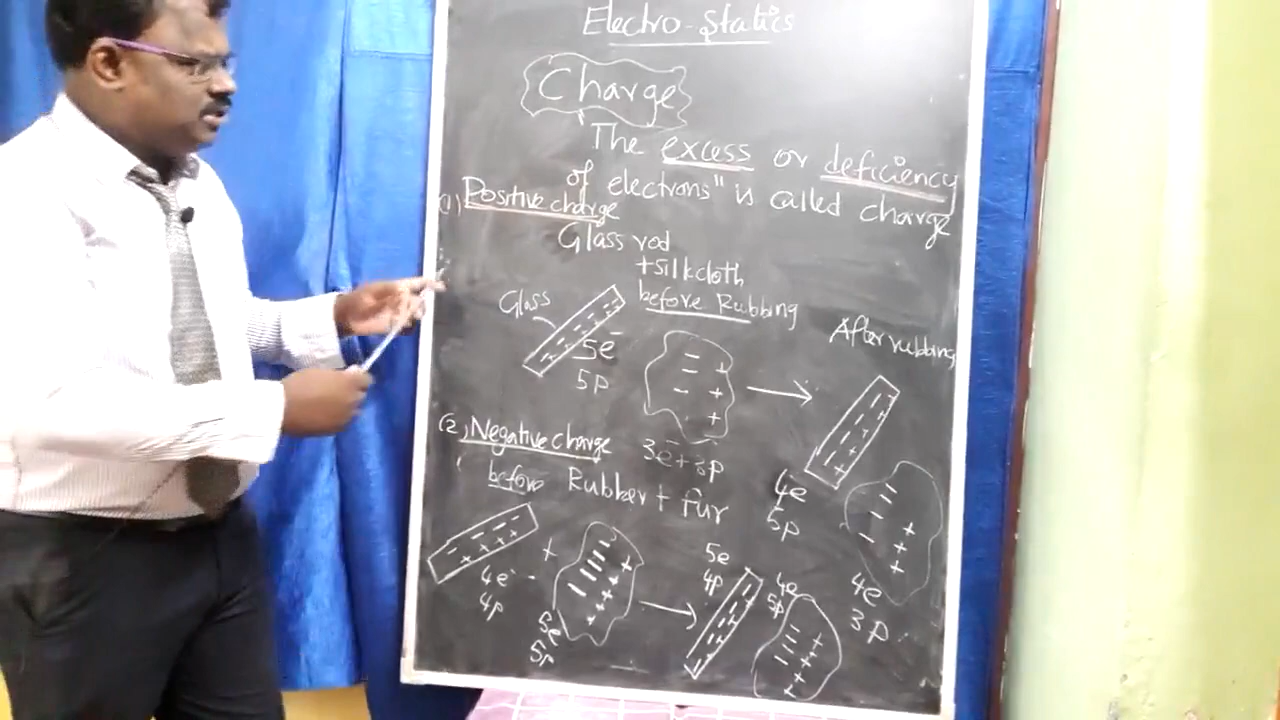 Electro-Statics
Charge
The excess or deficiency
of electrons" is called charge
(1) Positive charge
Glass rod
+silk cloth
before Rubbing
Glass
After rubbing
5e
5p
3e + 3p
4e
5p
4e
3p
(2) Negative charge
before Rubber + fur
4e
4p
+
5e
5p
5e
4p
4e
5p